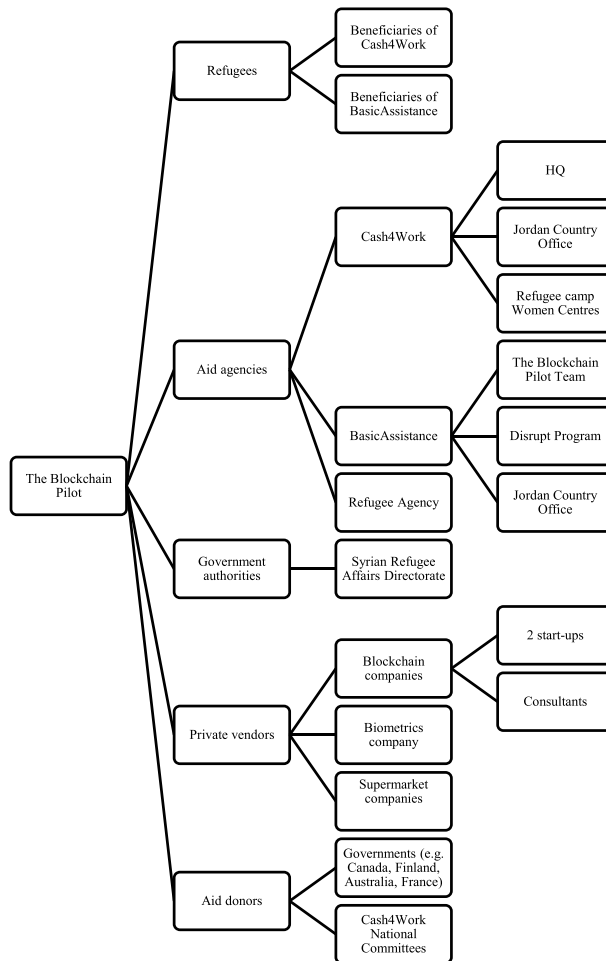 The Blockchain
Pilot
Refugees
Beneficiaries of
Cash4Work
Beneficiaries of
BasicAssistance
Aid agencies
Cash4Work
HQ
Jordan Country
Office
Refugee camp
Women Centres
BasicAssistance
The Blockchain
Pilot Team
Disrupt Program
Jordan Country
Office
Refugee Agency
Government
authorities
Syrian Refugee
Affairs Directorate
Private vendors
Blockchain
companies
2 start-ups
Consultants
Biometrics
company
Supermarket
companies
Aid donors
Governments (e.g.
Canada, Finland,
Australia, France)
Cash4Work
National
Committees